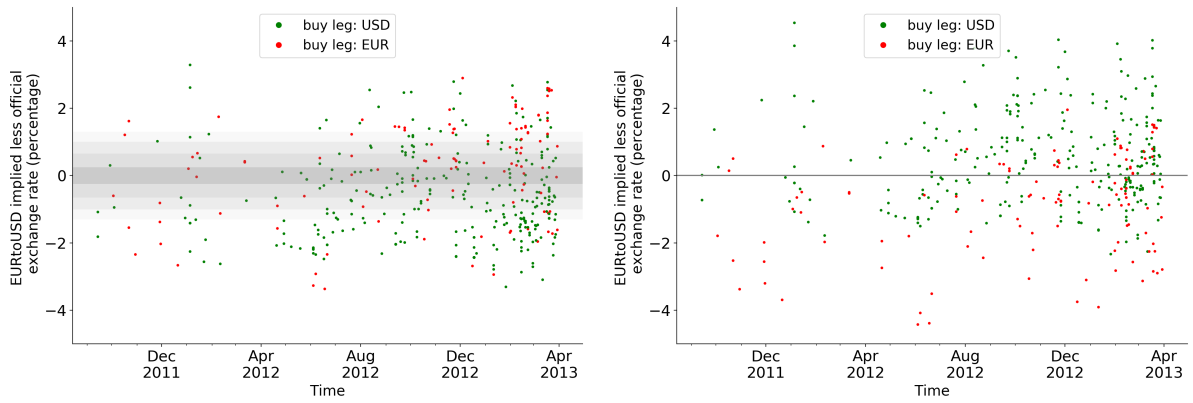 buy leg: USD
buy leg: EUR
EURtoUSD implied less official
exchange rate (percentage)
4
2
0
−2
−4
Dec
2011
Apr
2012
Aug
2012
Dec
2012
Apr
2013
Time
buy leg: USD
buy leg: EUR
EURtoUSD implied less official
exchange rate (percentage)
4
2
0
−2
−4
Dec
2011
Apr
2012
Aug
2012
Dec
2012
Apr
2013
Time